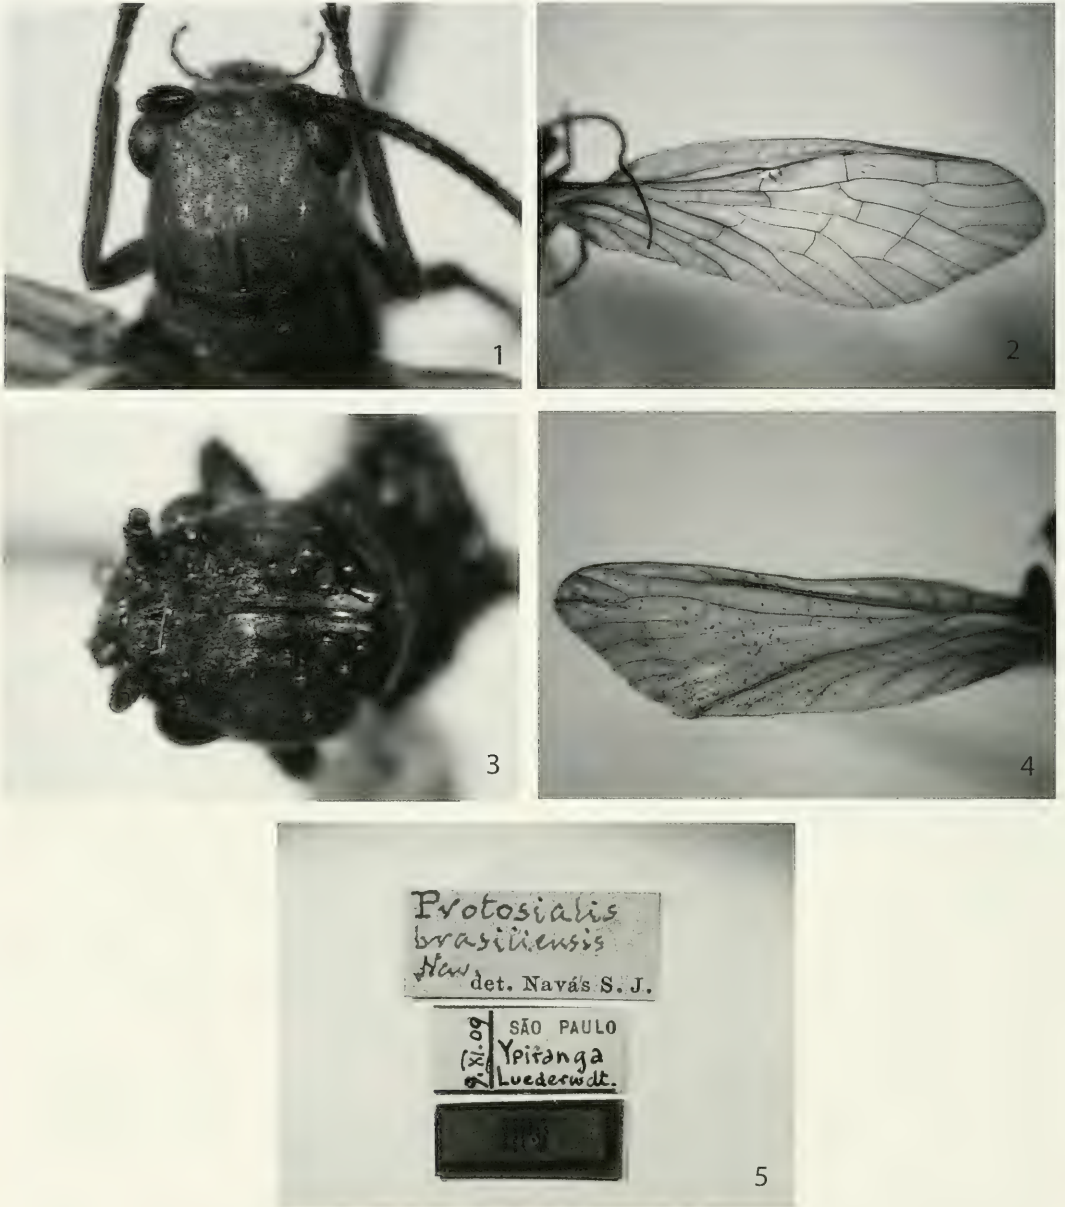 1
2
3
4
Protosialis
brasiliensis
Nav.
det. Navás S. J.
9.XI.09
SÃO PAULO
Ypiranga
Luederwdt.
5